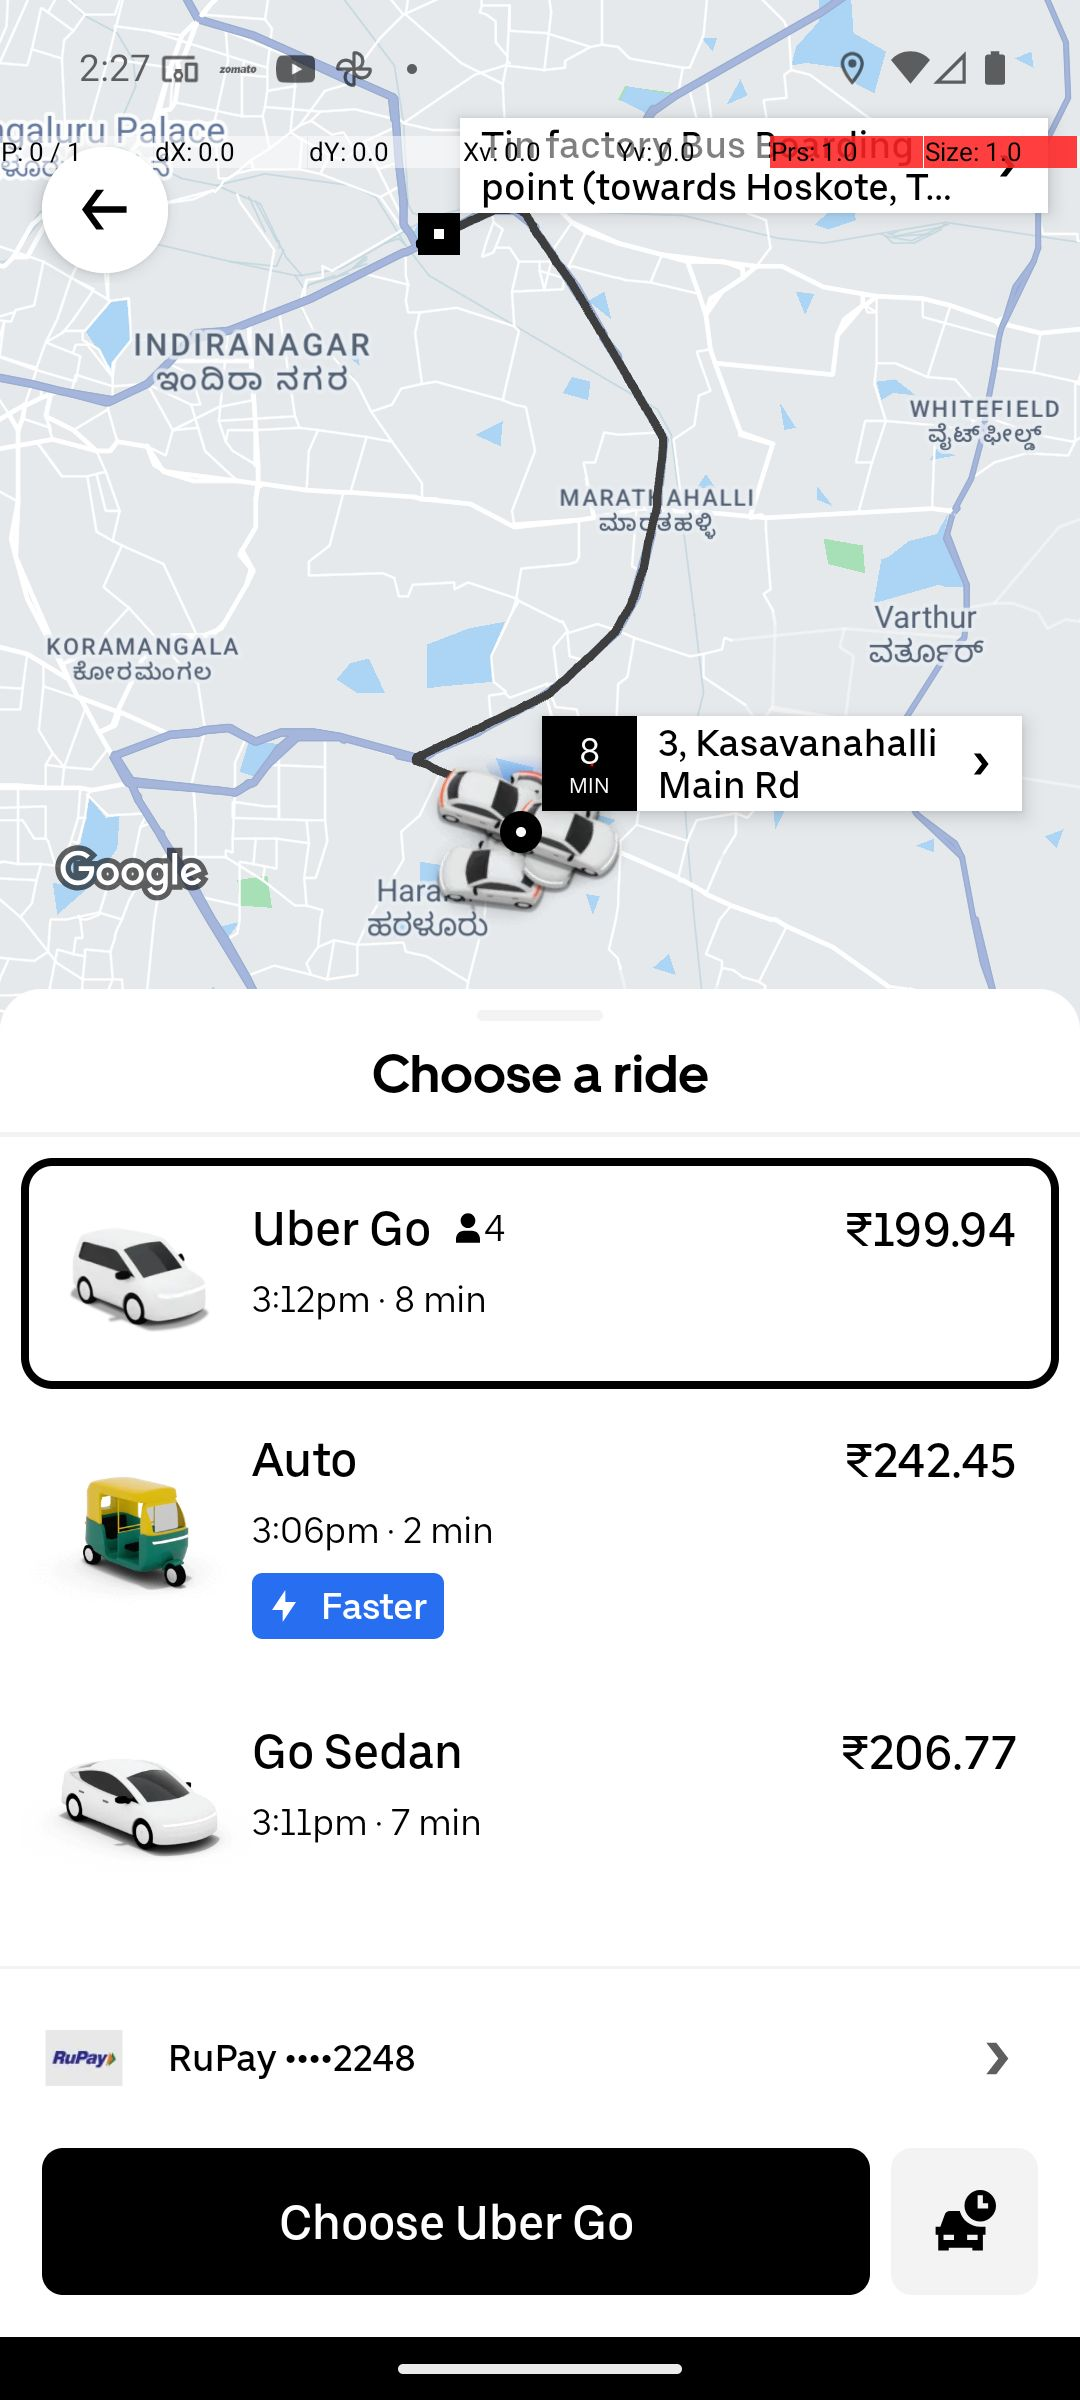 2:27
zomato
ngaluru Palace
P: 0 / 1
dX: 0.0
dY: 0.0
Xv: 0.0
Yv: 0.0
Prs: 1.0
Size: 1.0
Tin factory Bus Boarding
point (towards Hoskote, T...
INDIRANAGAR
ಇಂದಿರಾ ನಗರ
WHITEFIELD
ವೈಟ್‌ಫೀಲ್ಡ್
MARATHAHALLI
ಮಾರತಹಳ್ಳಿ
KORAMANGALA
ಕೋರಮಂಗಲ
Varthur
ವರ್ತೂರ್
8
MIN
3, Kasavanahalli
Main Rd
Google
Hara
ಹರಳೂರು
Choose a ride
Uber Go 4
₹199.94
3:12pm · 8 min
Auto
₹242.45
3:06pm · 2 min
Faster
Go Sedan
₹206.77
3:11pm · 7 min
RuPay
RuPay ••••2248
Choose Uber Go